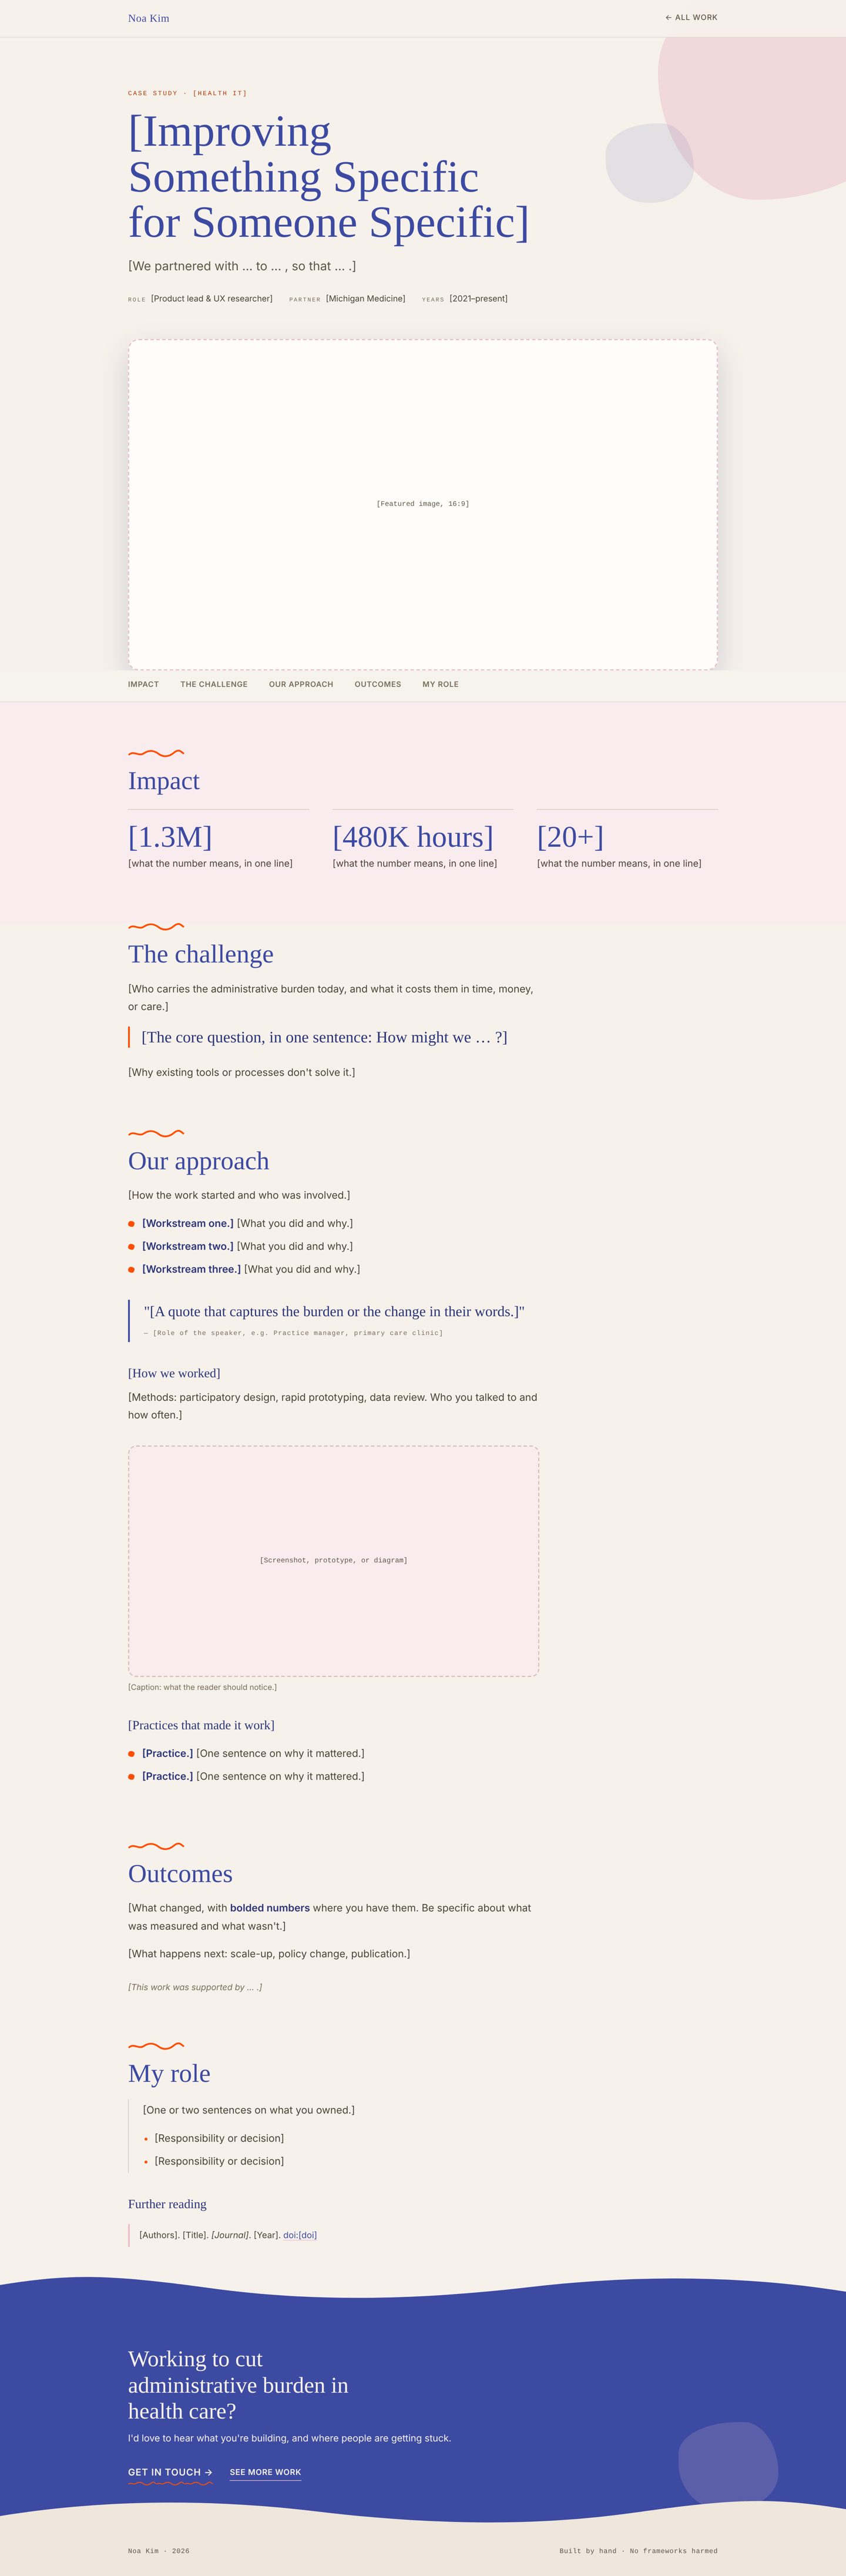 Noa Kim
← ALL WORK
CASE STUDY · [HEALTH IT]
[Improving
Something Specific
for Someone Specific]
[We partnered with … to … , so that … .]
ROLE [Product lead & UX researcher] PARTNER [Michigan Medicine] YEARS [2021–present]
[Featured image, 16:9]
IMPACT THE CHALLENGE OUR APPROACH OUTCOMES MY ROLE
Impact
[1.3M] [480K hours] [20+]
[what the number means, in one line] [what the number means, in one line] [what the number means, in one line]
The challenge
[Who carries the administrative burden today, and what it costs them in time, money,
or care.]
[The core question, in one sentence: How might we … ?]
[Why existing tools or processes don't solve it.]
Our approach
[How the work started and who was involved.]
[Workstream one.] [What you did and why.]
[Workstream two.] [What you did and why.]
[Workstream three.] [What you did and why.]
"[A quote that captures the burden or the change in their words.]"
— [Role of the speaker, e.g. Practice manager, primary care clinic]
[How we worked]
[Methods: participatory design, rapid prototyping, data review. Who you talked to and
how often.]
[Screenshot, prototype, or diagram]
[Caption: what the reader should notice.]
[Practices that made it work]
[Practice.] [One sentence on why it mattered.]
[Practice.] [One sentence on why it mattered.]
Outcomes
[What changed, with bolded numbers where you have them. Be specific about what
was measured and what wasn't.]
[What happens next: scale-up, policy change, publication.]
[This work was supported by … .]
My role
[One or two sentences on what you owned.]
[Responsibility or decision]
[Responsibility or decision]
Further reading
[Authors]. [Title]. [Journal]. [Year]. doi:[doi]
Working to cut
administrative burden in
health care?
I'd love to hear what you're building, and where people are getting stuck.
GET IN TOUCH → SEE MORE WORK
Noa Kim · 2026
Built by hand · No frameworks harmed